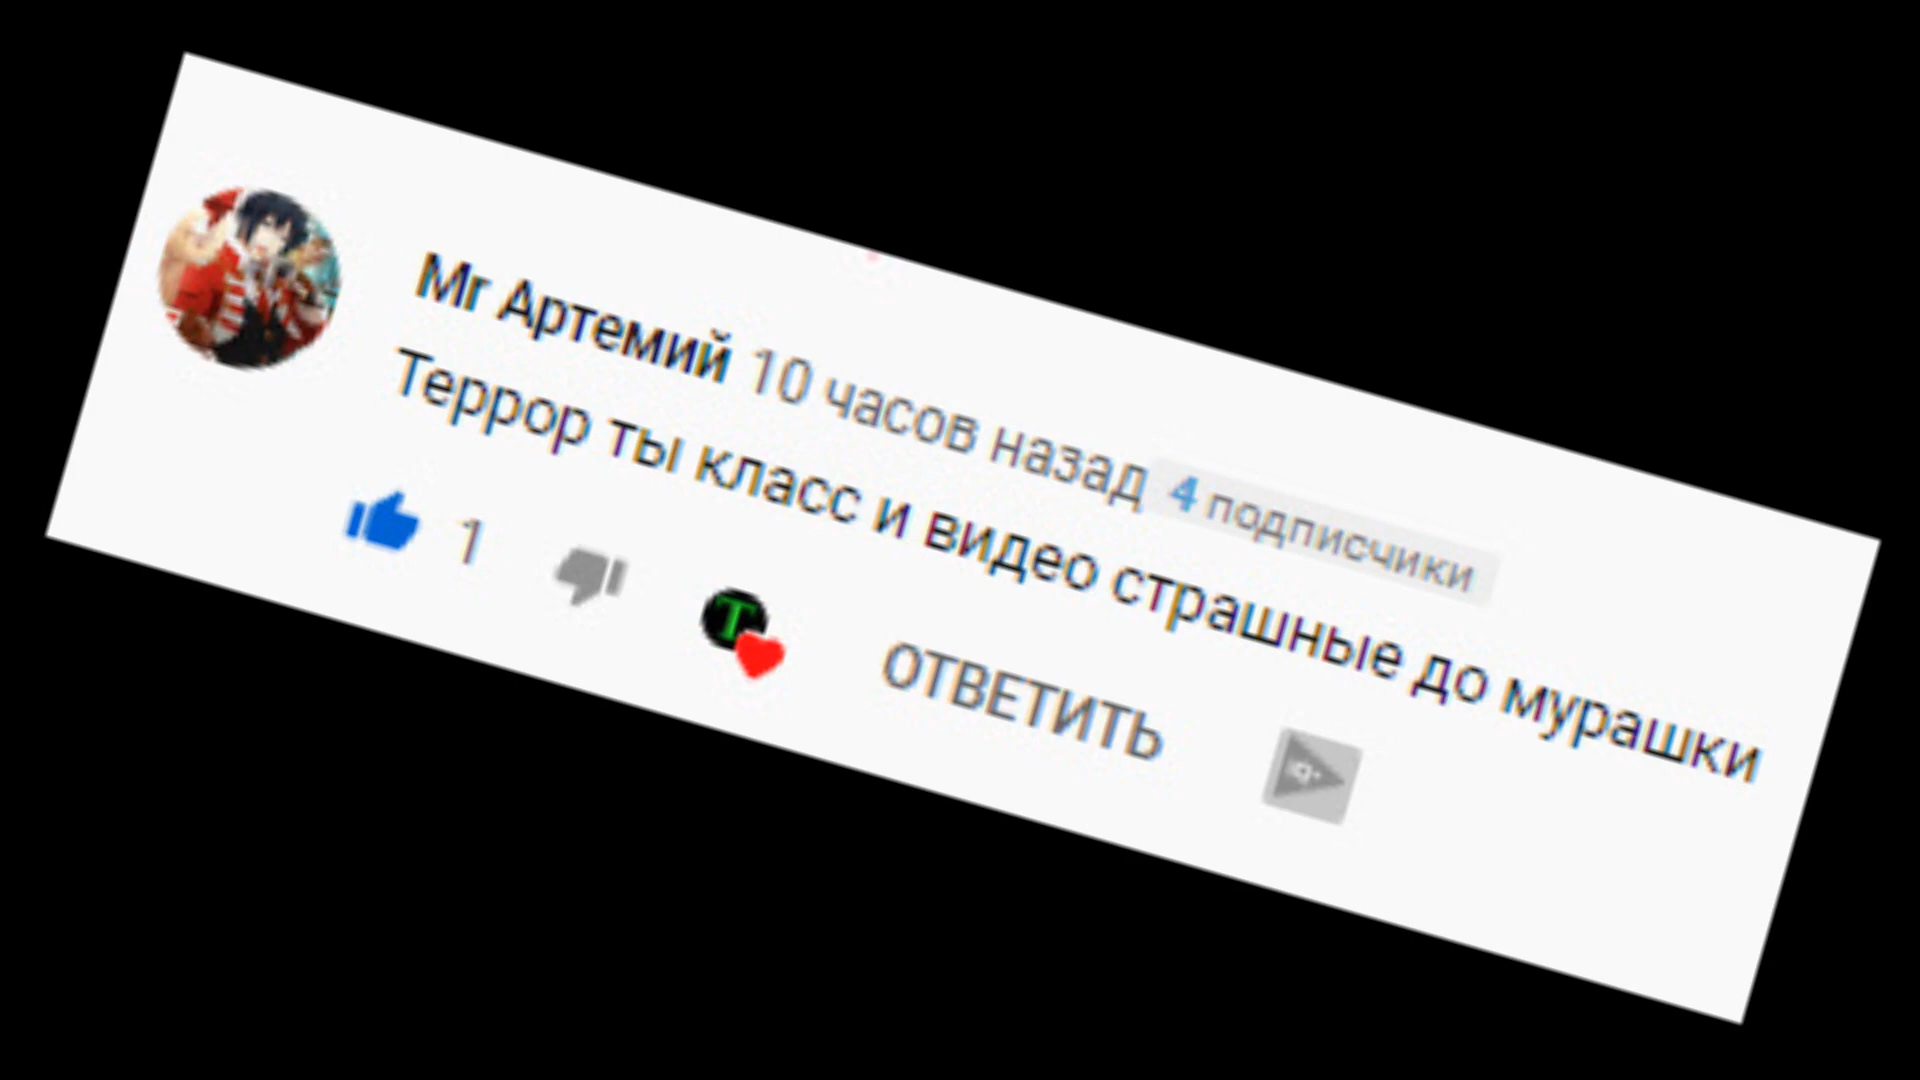 Mr Артемий 10 часов назад 4 подписчики
Террор ты класс и видео страшные до мурашки
1 T ОТВЕТИТЬ